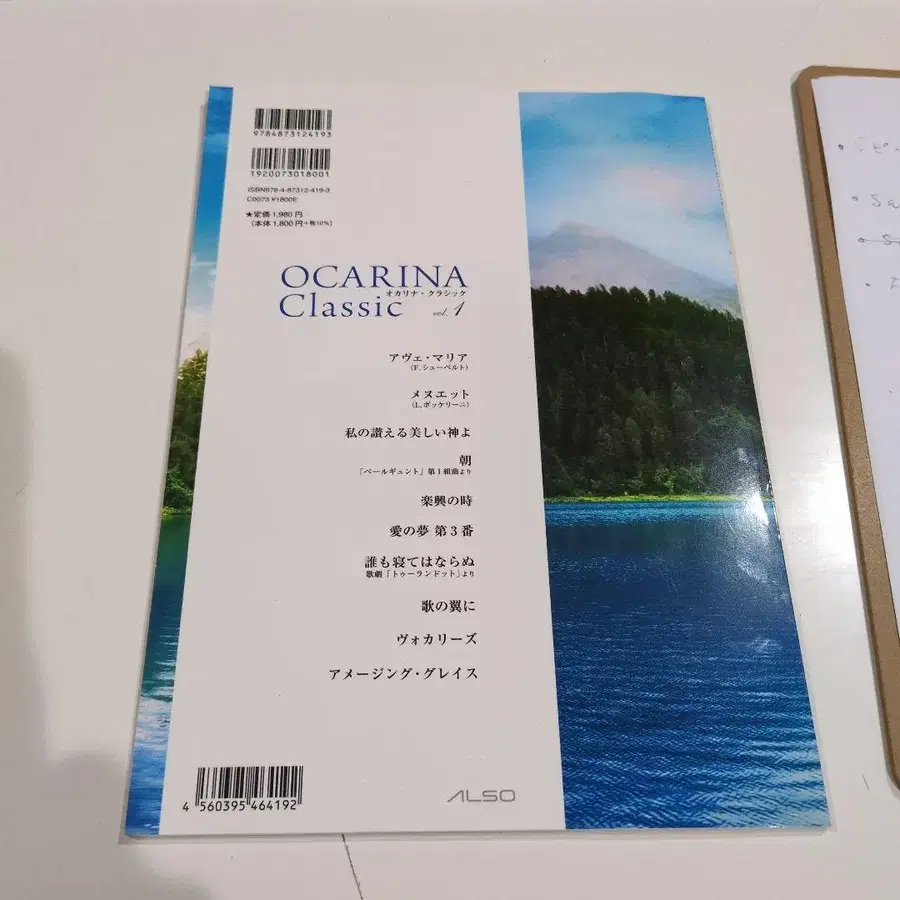 9784873124193
1920073018001
ISBN978-4-87312-419-3
C0073 ¥1800E
★定価 1,980 円
(本体 1,800 円+税10%)
OCARINA
オカリナ・クラシック
Classic vol. 1
アヴェ・マリア
(F. シューベルト)
メヌエット
(L. ボッケリーニ)
私の讃える美しい神よ
朝
「ペールギュント」第1組曲より
楽興の時
愛の夢 第3番
誰も寝てはならぬ
歌劇「トゥーランドット」より
歌の翼に
ヴォカリーズ
アメージング・グレイス
4 560395 464192
ALSO